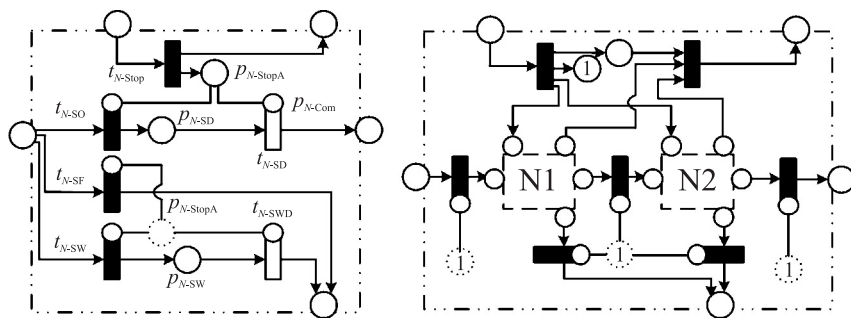 t_N-Stop
p_N-StopA
t_N-SO
p_N-SD
p_N-Com
t_N-SD
t_N-SF
p_N-StopA
t_N-SWD
t_N-SW
p_N-SW
1
N1
N2
1
1
1